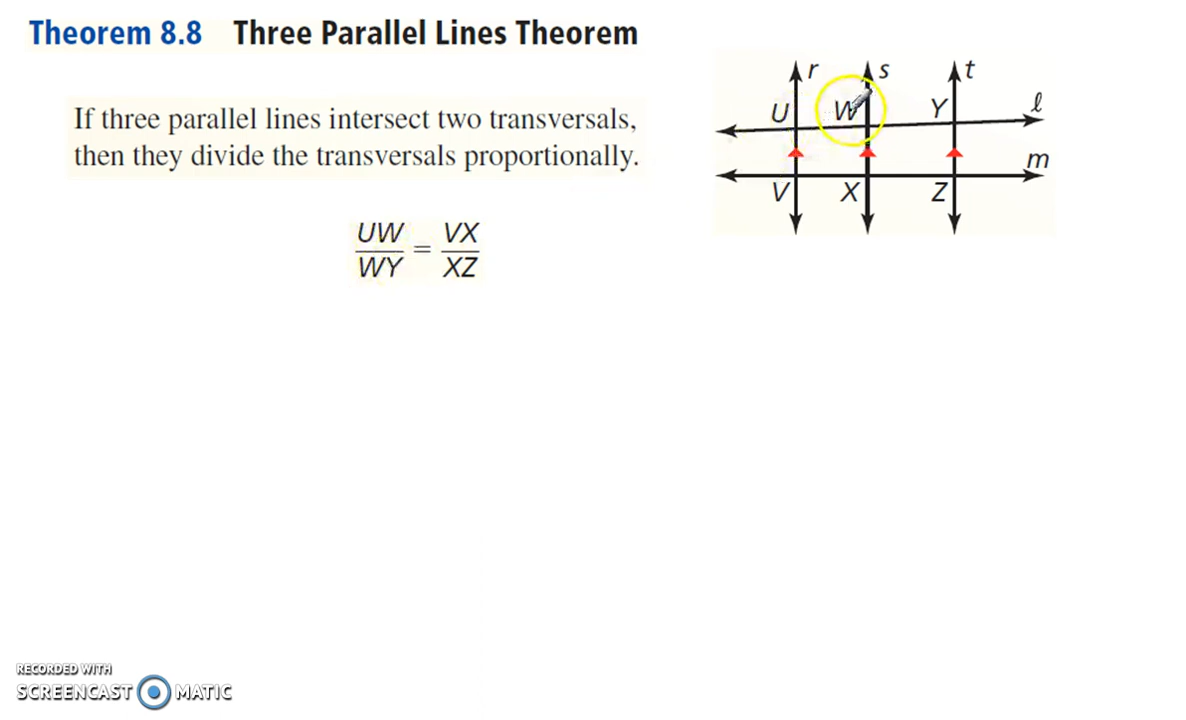 Theorem 8.8 Three Parallel Lines Theorem
If three parallel lines intersect two transversals,
then they divide the transversals proportionally.
UW/WY = VX/XZ
r s t
U W Y ℓ
m
V X Z
RECORDED WITH
SCREENCAST MATIC